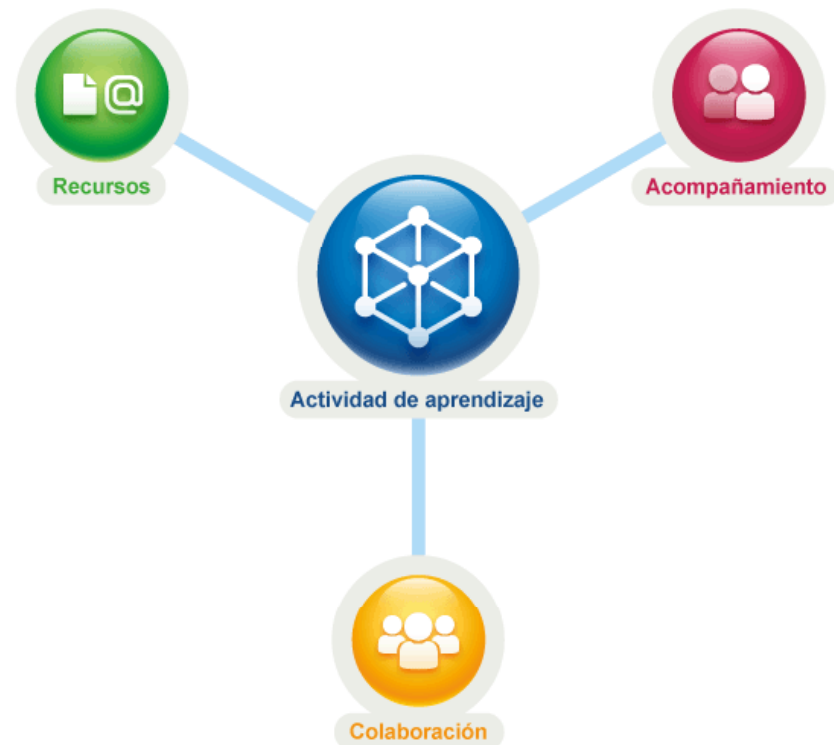 @
Recursos
Acompañamiento
Actividad de aprendizaje
Colaboración